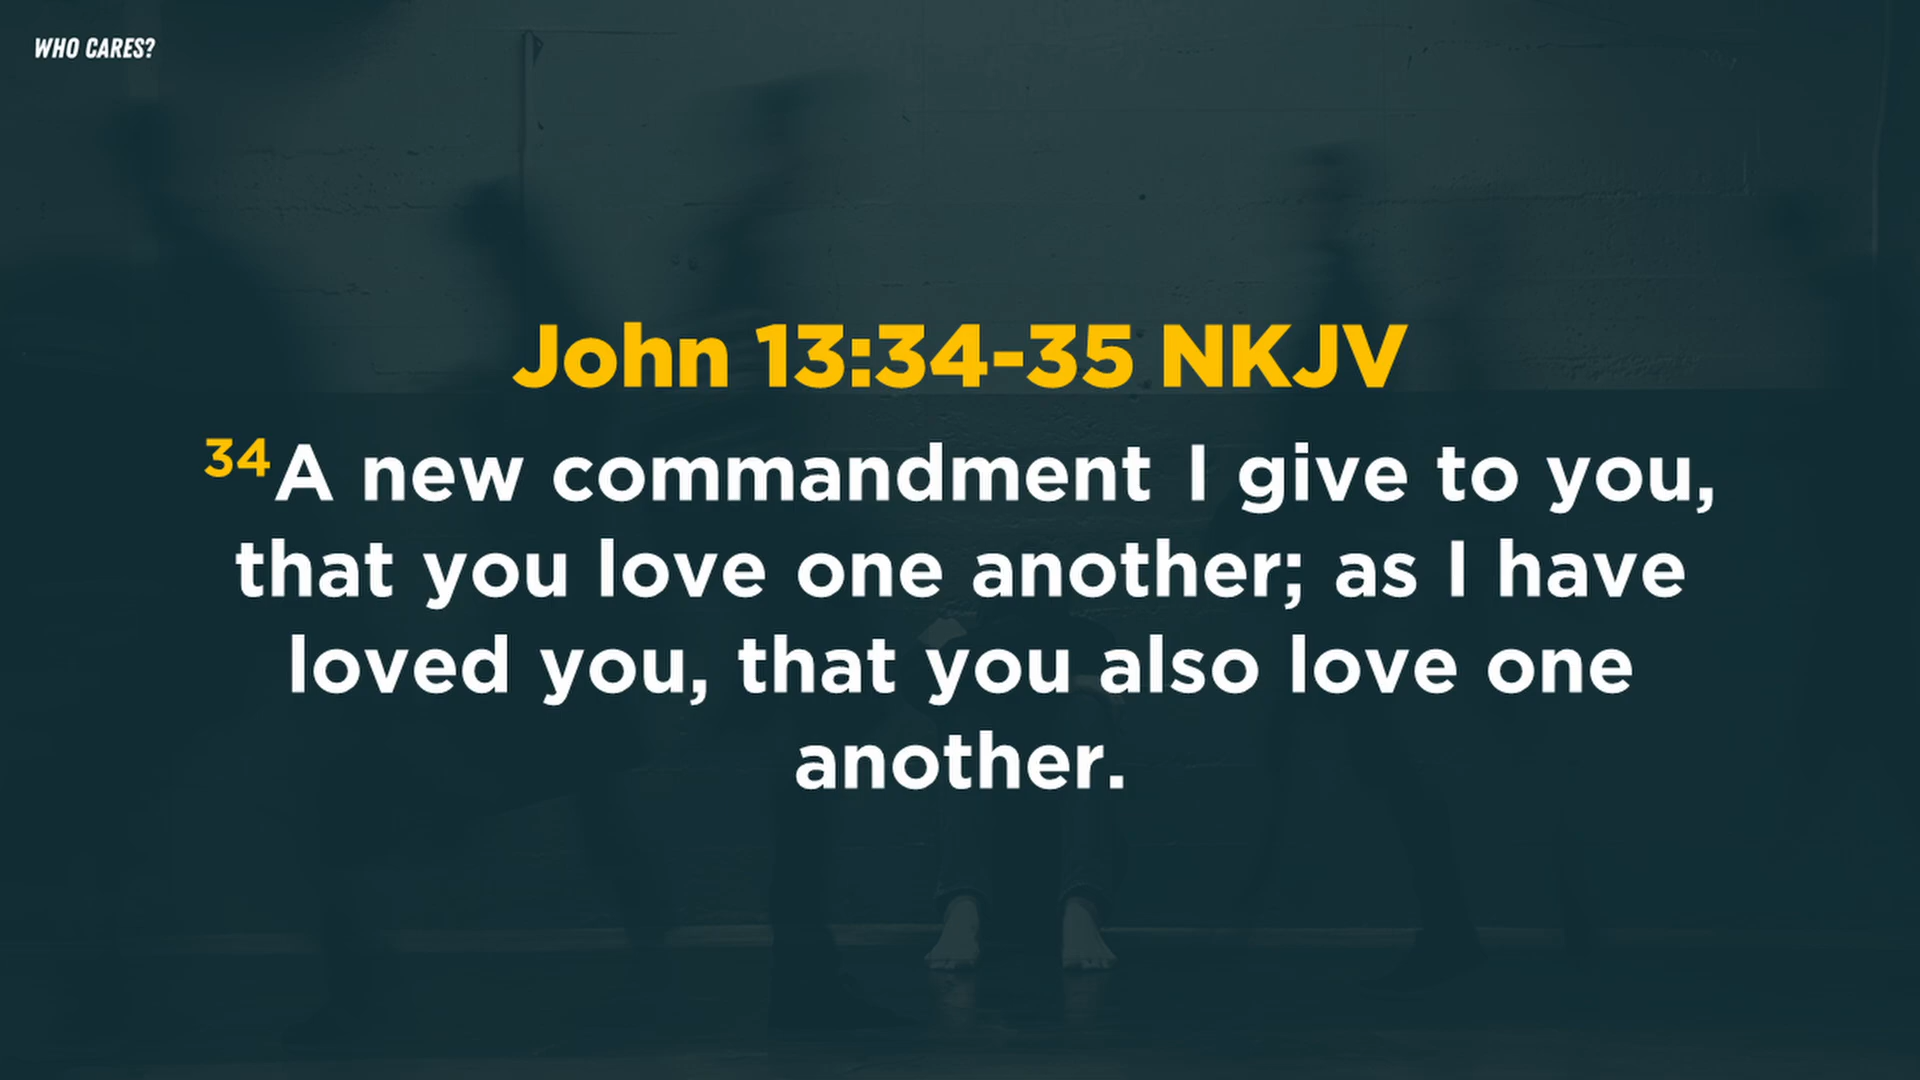 WHO CARES?
John 13:34-35 NKJV
34A new commandment I give to you,
that you love one another; as I have
loved you, that you also love one
another.